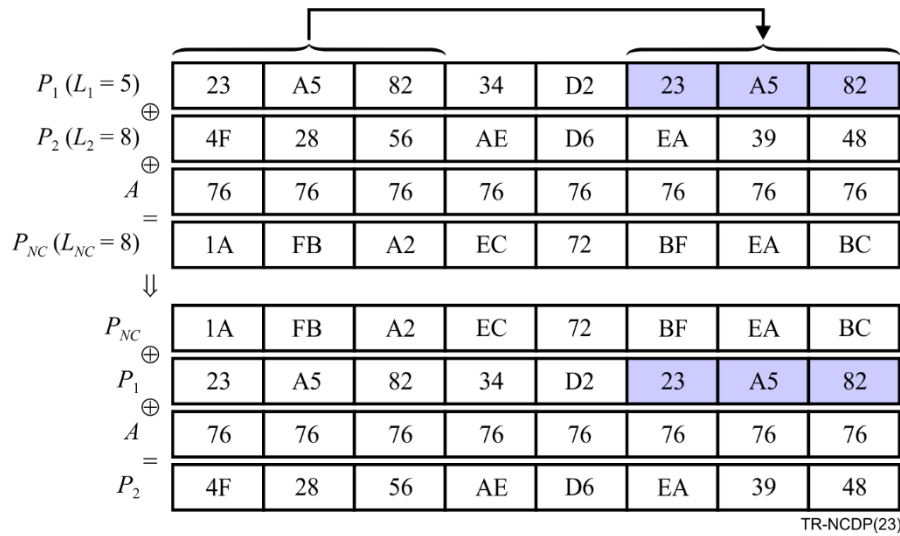 P₁ (L₁ = 5) 23 A5 82 34 D2 23 A5 82
⊕
P₂ (L₂ = 8) 4F 28 56 AE D6 EA 39 48
⊕
A 76 76 76 76 76 76 76 76
=
P_NC (L_NC = 8) 1A FB A2 EC 72 BF EA BC
⇓
P_NC 1A FB A2 EC 72 BF EA BC
⊕
P₁ 23 A5 82 34 D2 23 A5 82
⊕
A 76 76 76 76 76 76 76 76
=
P₂ 4F 28 56 AE D6 EA 39 48
TR-NCDP(23)